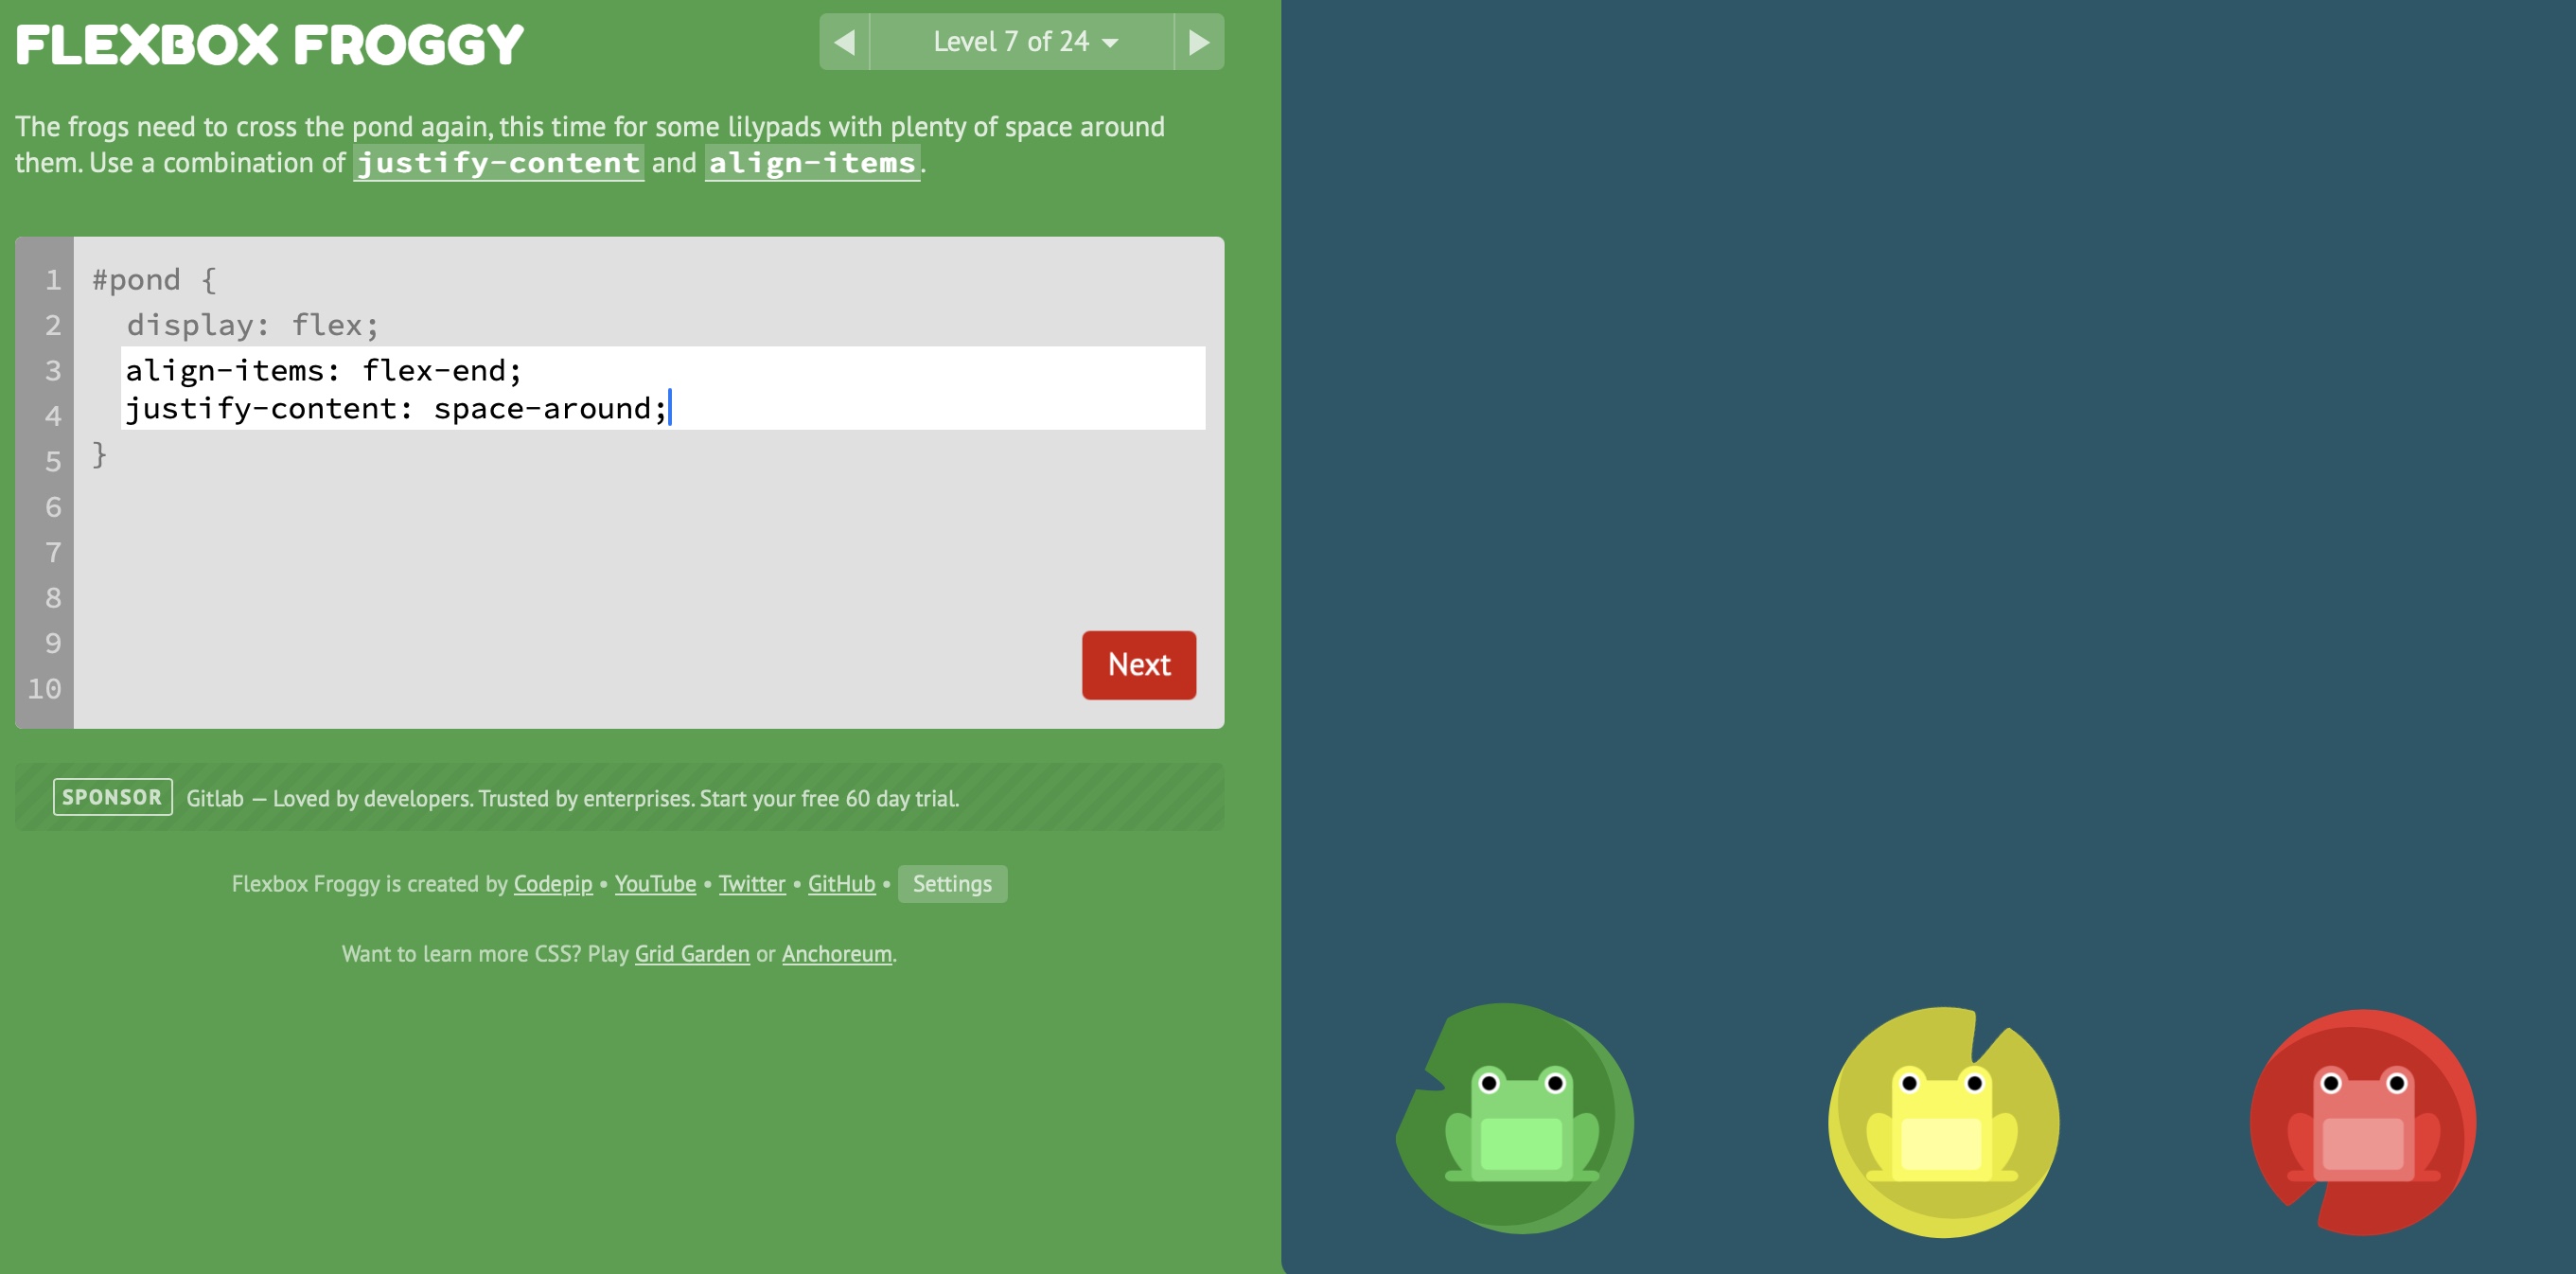 FLEXBOX FROGGY
Level 7 of 24
The frogs need to cross the pond again, this time for some lilypads with plenty of space around
them. Use a combination of justify-content and align-items.
1 #pond {
2 display: flex;
3 align-items: flex-end;
4 justify-content: space-around;
5 }
6
7
8
9
10
Next
SPONSOR Gitlab — Loved by developers. Trusted by enterprises. Start your free 60 day trial.
Flexbox Froggy is created by Codepip • YouTube • Twitter • GitHub • Settings
Want to learn more CSS? Play Grid Garden or Anchoreum.